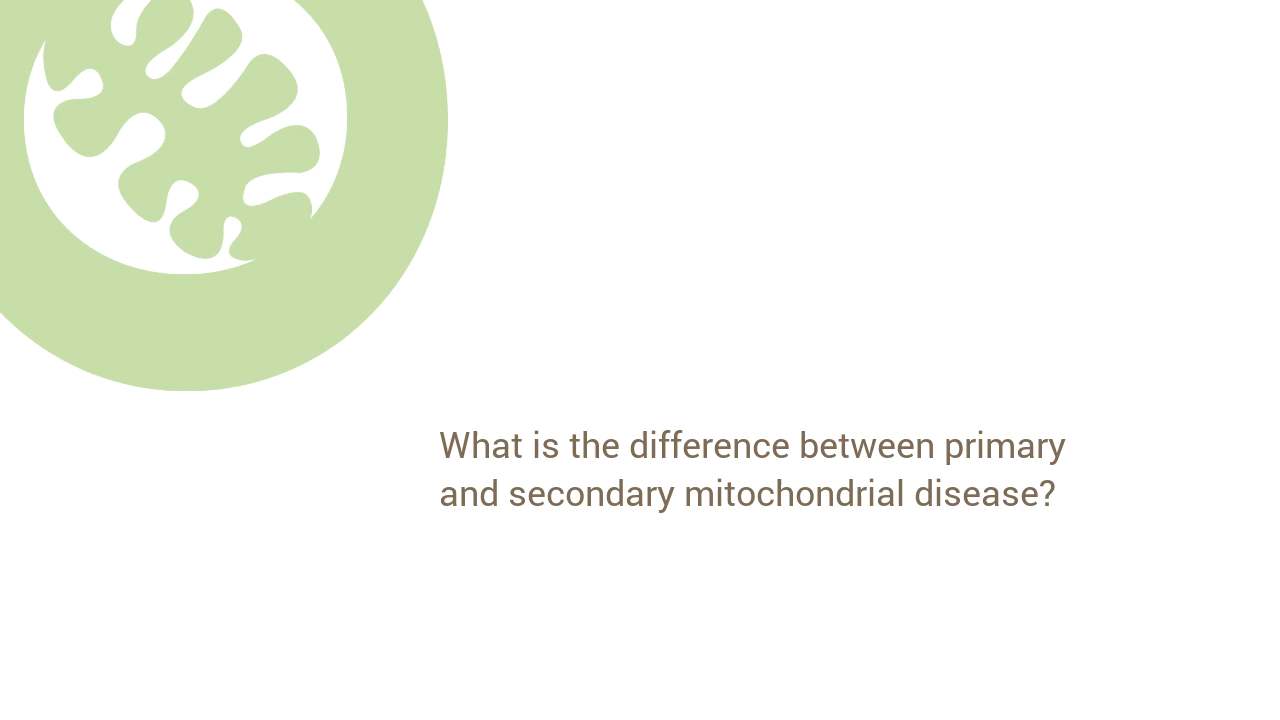 What is the difference between primary
and secondary mitochondrial disease?